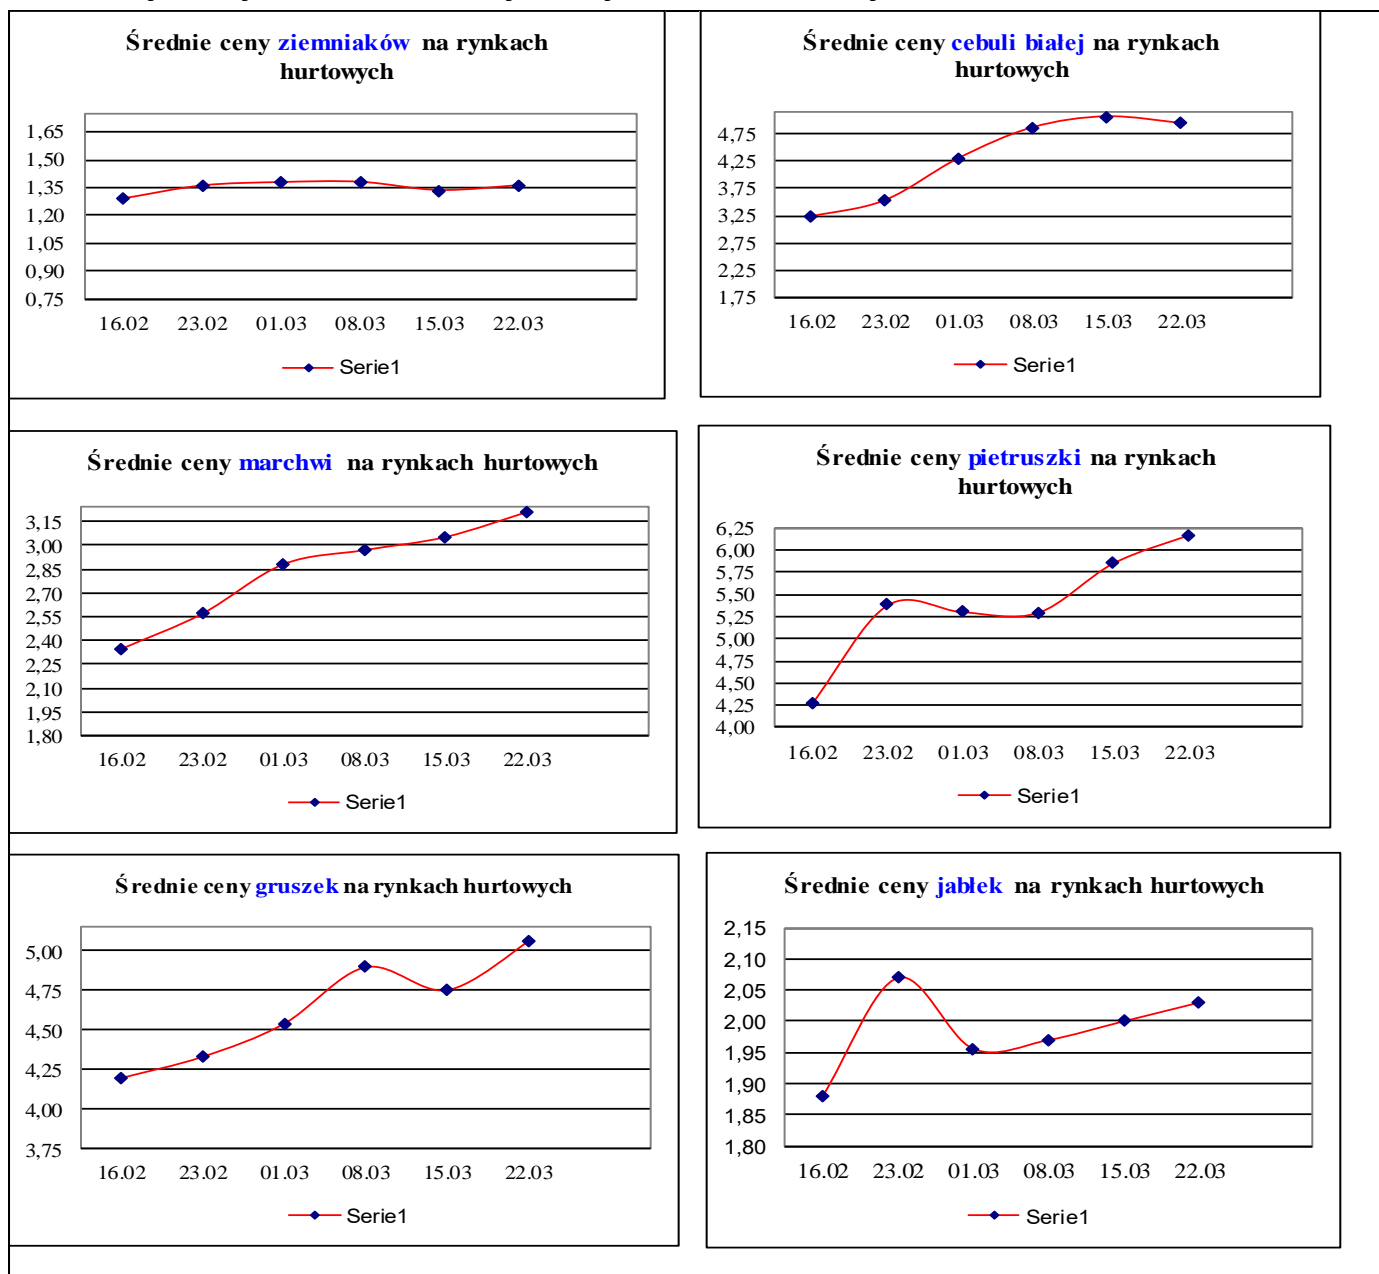 Średnie ceny ziemniaków na rynkach
hurtowych
1,65
1,50
1,35
1,20
1,05
0,90
0,75
16.02 23.02 01.03 08.03 15.03 22.03
Serie1
Średnie ceny cebuli białej na rynkach
hurtowych
4,75
4,25
3,75
3,25
2,75
2,25
1,75
16.02 23.02 01.03 08.03 15.03 22.03
Serie1
Średnie ceny marchwi na rynkach hurtowych
3,15
3,00
2,85
2,70
2,55
2,40
2,25
2,10
1,95
1,80
16.02 23.02 01.03 08.03 15.03 22.03
Serie1
Średnie ceny pietruszki na rynkach
hurtowych
6,25
6,00
5,75
5,50
5,25
5,00
4,75
4,50
4,25
4,00
16.02 23.02 01.03 08.03 15.03 22.03
Serie1
Średnie ceny gruszek na rynkach hurtowych
5,00
4,75
4,50
4,25
4,00
3,75
16.02 23.02 01.03 08.03 15.03 22.03
Serie1
Średnie ceny jabłek na rynkach hurtowych
2,15
2,10
2,05
2,00
1,95
1,90
1,85
1,80
16.02 23.02 01.03 08.03 15.03 22.03
Serie1